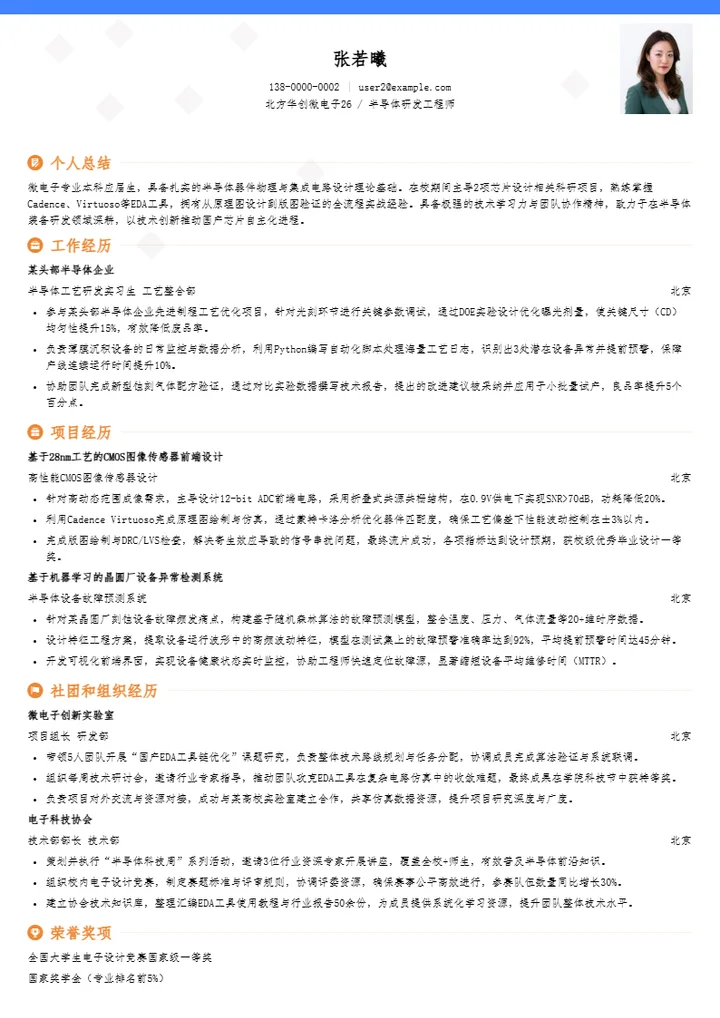 张若曦
138-0000-0002 | user2@example.com
北方华创微电子26 / 半导体研发工程师
个人总结
微电子专业本科应届生，具备扎实的半导体器件物理与集成电路设计理论基础。在校期间主导2项芯片设计相关科研项目，熟练掌握
Cadence、Virtuoso等EDA工具，拥有从原理图设计到版图验证的全流程实战经验。具备极强的技术学习力与团队协作精神，致力于在半导体
装备研发领域深耕，以技术创新推动国产芯片自主化进程。
工作经历
某头部半导体企业
半导体工艺研发实习生 工艺整合部 北京
• 参与某头部半导体企业先进制程工艺优化项目，针对光刻环节进行关键参数调试，通过DOE实验设计优化曝光剂量，使关键尺寸（CD）
均匀性提升15%，有效降低废品率。
• 负责薄膜沉积设备的日常监控与数据分析，利用Python编写自动化脚本处理海量工艺日志，识别出3处潜在设备异常并提前预警，保障
产线连续运行时间提升10%。
• 协助团队完成新型蚀刻气体配方验证，通过对比实验数据撰写技术报告，提出的改进建议被采纳并应用于小批量试产，良品率提升5个
百分点。
项目经历
基于28nm工艺的CMOS图像传感器前端设计
高性能CMOS图像传感器设计 北京
• 针对高动态范围成像需求，主导设计12-bit ADC前端电路，采用折叠式共源共栅结构，在0.9V供电下实现SNR>70dB，功耗降低20%。
• 利用Cadence Virtuoso完成原理图绘制与仿真，通过蒙特卡洛分析优化器件匹配度，确保工艺偏差下性能波动控制在±3%以内。
• 完成版图绘制与DRC/LVS检查，解决寄生效应导致的信号串扰问题，最终流片成功，各项指标达到设计预期，获校级优秀毕业设计一等
奖。
基于机器学习的晶圆厂设备异常检测系统
半导体设备故障预测系统 北京
• 针对某晶圆厂刻蚀设备故障频发痛点，构建基于随机森林算法的故障预测模型，整合温度、压力、气体流量等20+维时序数据。
• 设计特征工程方案，提取设备运行波形中的高频波动特征，模型在测试集上的故障预警准确率达到92%，平均提前预警时间达45分钟。
• 开发可视化前端界面，实现设备健康状态实时监控，协助工程师快速定位故障源，显著缩短设备平均维修时间（MTTR）。
社团和组织经历
微电子创新实验室
项目组长 研发部 北京
• 带领5人团队开展“国产EDA工具链优化”课题研究，负责整体技术路线规划与任务分配，协调成员完成算法验证与系统联调。
• 组织每周技术研讨会，邀请行业专家指导，推动团队攻克EDA工具在复杂电路仿真中的收敛难题，最终成果在学院科技节中获特等奖。
• 负责项目对外交流与资源对接，成功与某高校实验室建立合作，共享仿真数据资源，提升项目研究深度与广度。
电子科技协会
技术部部长 技术部 北京
• 策划并执行“半导体科技周”系列活动，邀请3位行业资深专家开展讲座，覆盖全校+师生，有效普及半导体前沿知识。
• 组织校内电子设计竞赛，制定赛题标准与评审规则，协调评委资源，确保赛事公平高效进行，参赛队伍数量同比增长30%。
• 建立协会技术知识库，整理汇编EDA工具使用教程与行业报告50余份，为成员提供系统化学习资源，提升团队整体技术水平。
荣誉奖项
全国大学生电子设计竞赛国家级一等奖
国家奖学金（专业排名前5%）